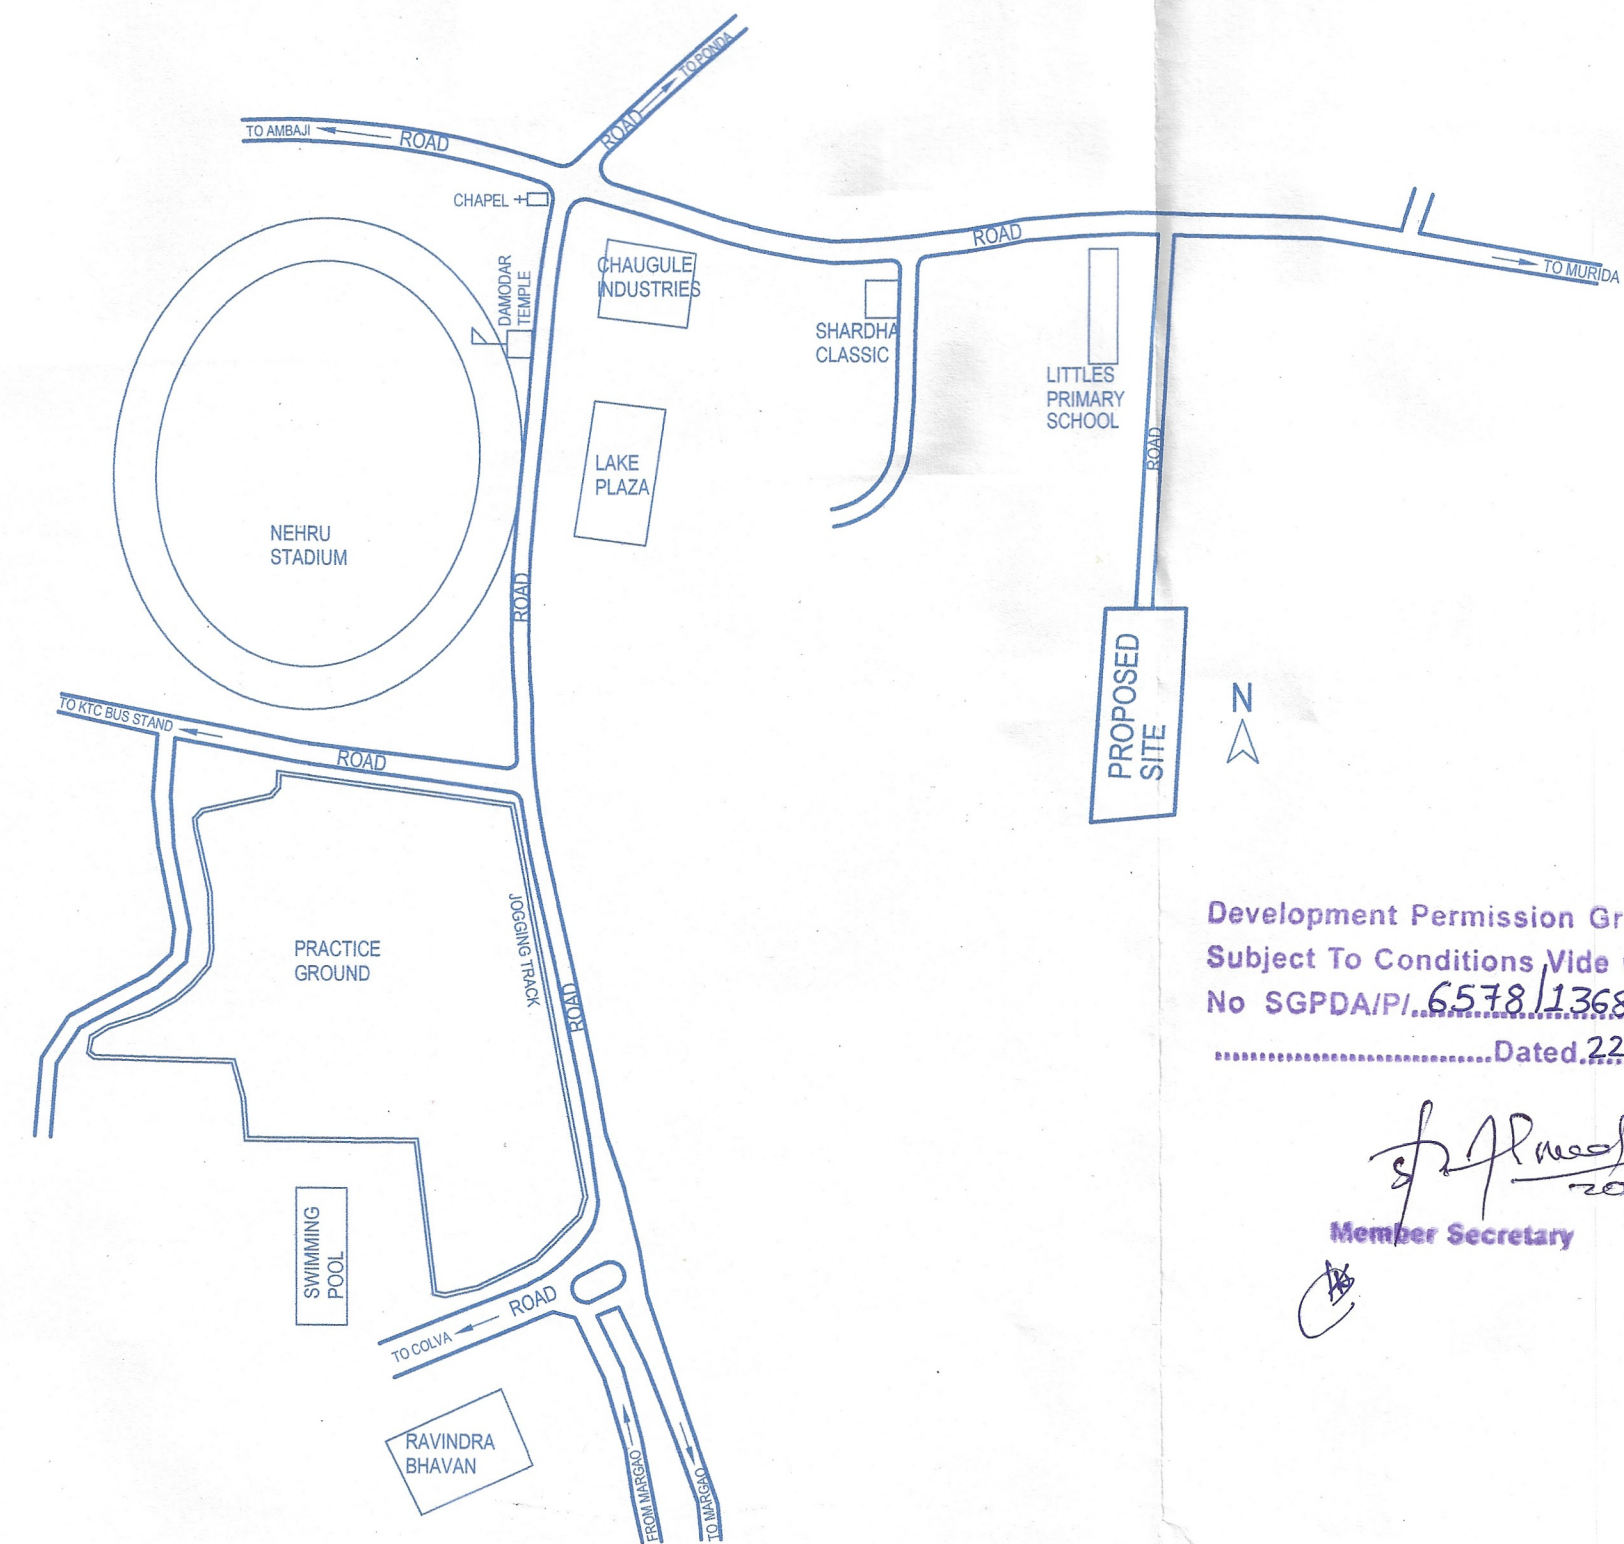 TO PONDA
ROAD
TO AMBAJI
ROAD
CHAPEL
ROAD
TO MURIDA
DAMODAR
TEMPLE
CHAUGULE
INDUSTRIES
SHARDHA
CLASSIC
LITTLES
PRIMARY
SCHOOL
ROAD
LAKE
PLAZA
NEHRU
STADIUM
ROAD
PROPOSED
SITE
N
TO KTC BUS STAND
ROAD
JOGGING TRACK
PRACTICE
GROUND
ROAD
Development Permission Gr
Subject To Conditions Vide
No SGPDA/P/..6578/1368
Dated.22
20
Member Secretary
SWIMMING
POOL
ROAD
TO COLVA
RAVINDRA
BHAVAN
FROM MARGAO
TO MARGAO